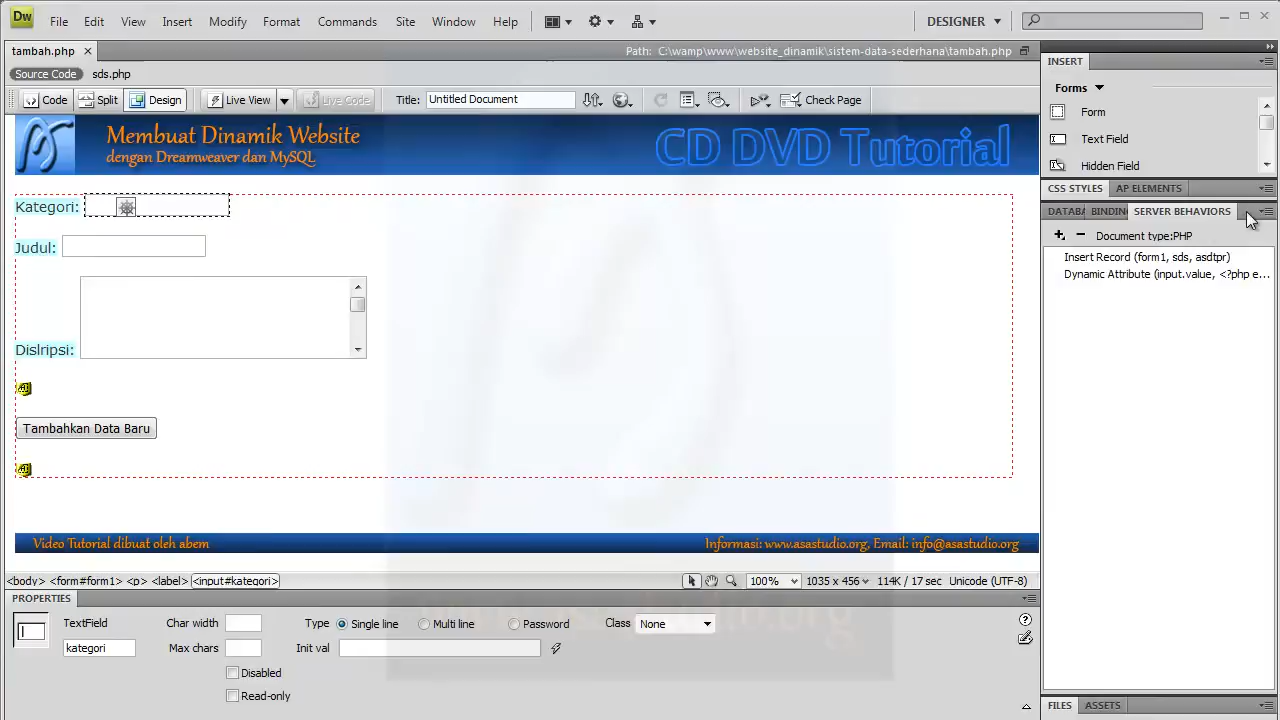 Dw File Edit View Insert Modify Format Commands Site Window Help DESIGNER
tambah.php Path: C:\wamp\www\website_dinamik\sistem-data-sederhana\tambah.php
Source Code sds.php
Code Split Design Live View Live Code Title: Untitled Document Check Page
Membuat Dinamik Website
dengan Dreamweaver dan MySQL
CD DVD Tutorial
Kategori:
Judul:
Dislripsi:
Tambahkan Data Baru
Video Tutorial dibuat oleh abem
Informasi: www.asastudio.org, Email: info@asastudio.org
<body> <form#form1> <p> <label> <input#kategori> 100% 1035 x 456 114K / 17 sec Unicode (UTF-8)
PROPERTIES
TextField Char width Type Single line Multi line Password Class None
kategori Max chars Init val
Disabled
Read-only
INSERT
Forms
Form
Text Field
Hidden Field
CSS STYLES AP ELEMENTS
DATABA BINDING SERVER BEHAVIORS
Document type:PHP
Insert Record (form1, sds, asdtpr)
Dynamic Attribute (input.value, <?php e...
FILES ASSETS